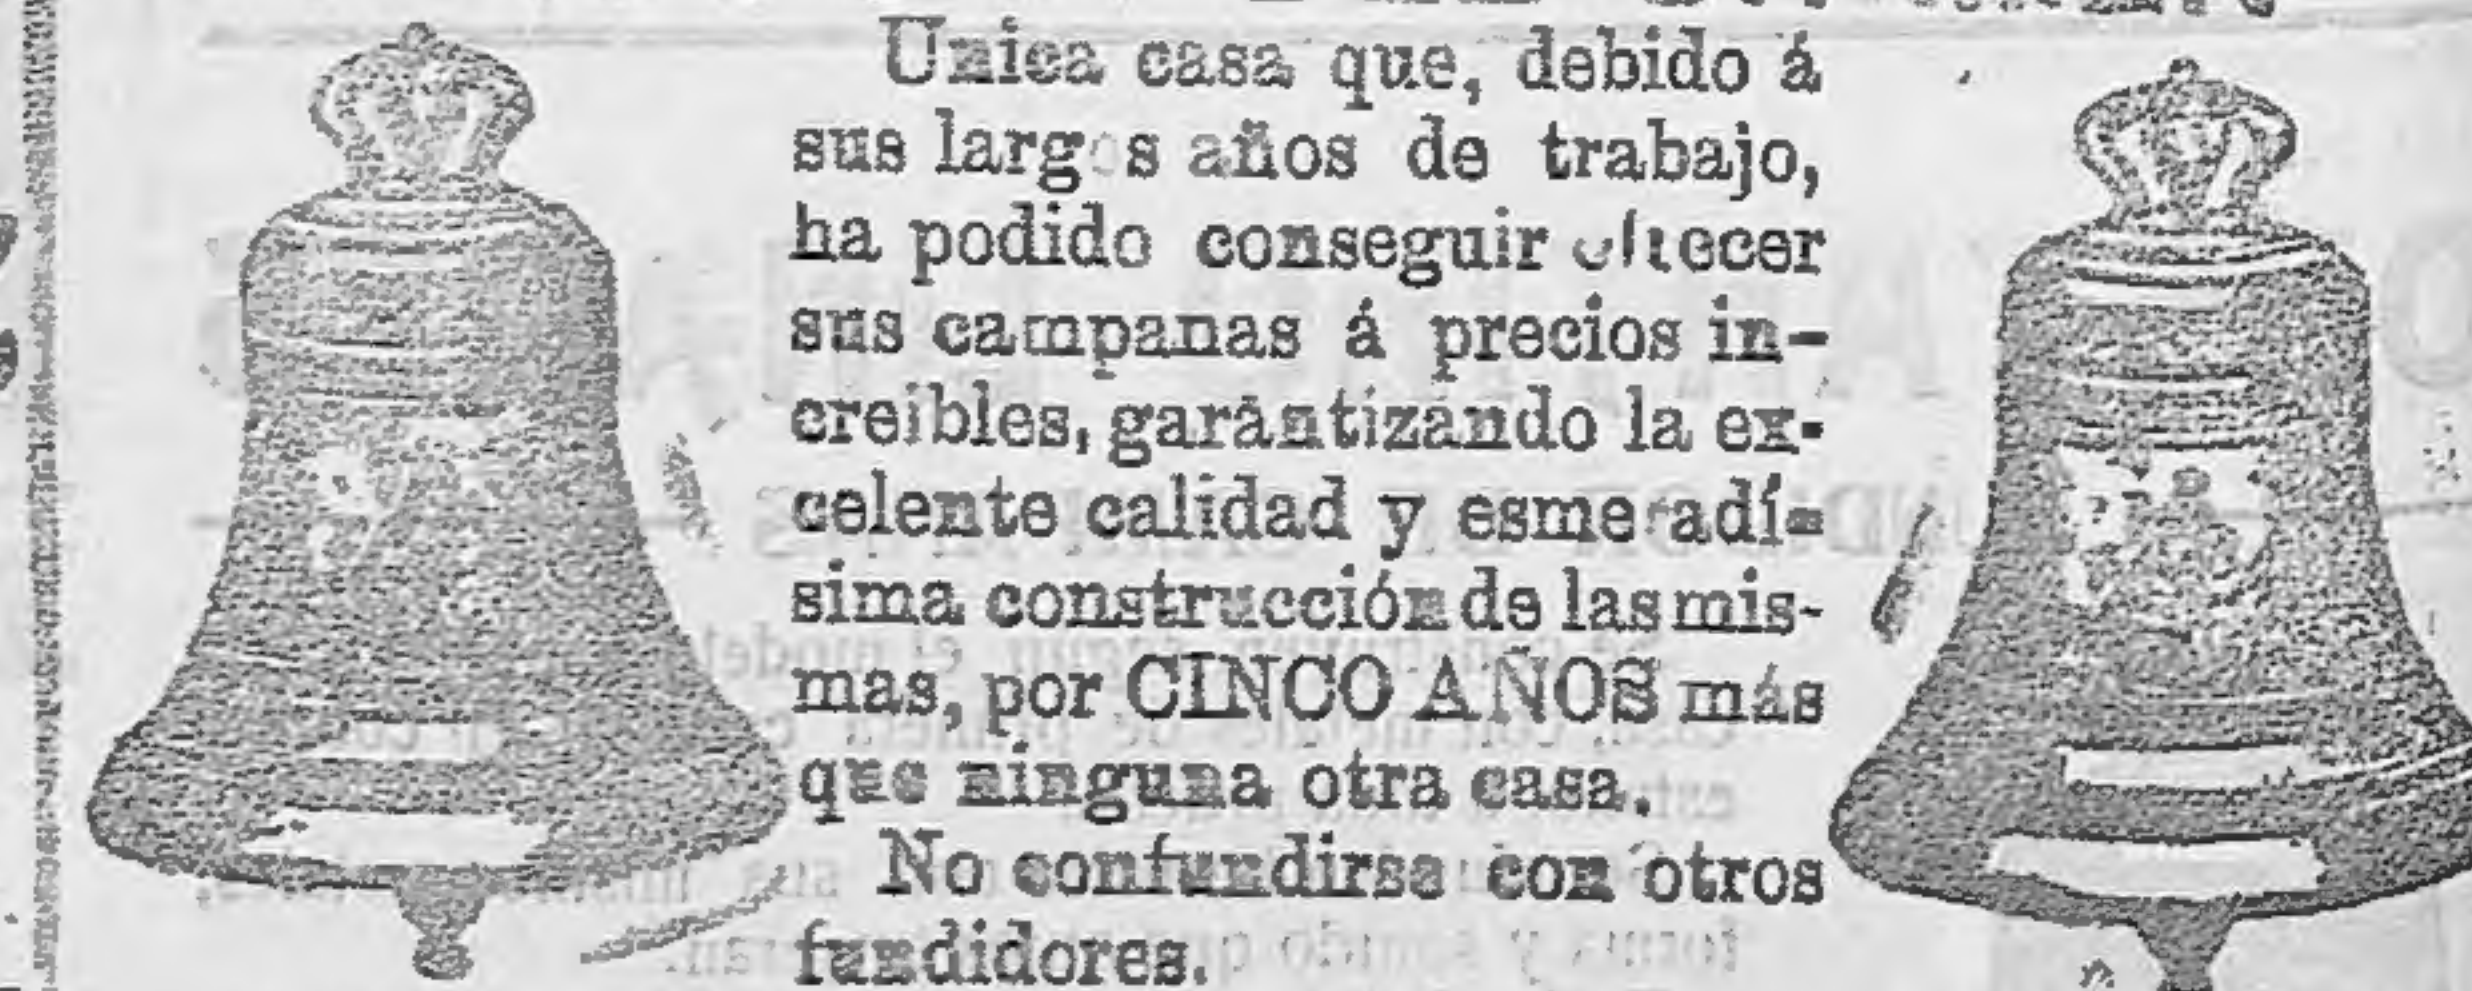 Unica casa que, debido á
sus largos años de trabajo,
ha podido conseguir ofrecer
sus campanas á precios in-
creibles, garantizando la ex-
celente calidad y esmeradí-
sima construcción de las mis-
mas, por CINCO AÑOS más
que ninguna otra casa.
No confundirse con otros
fundidores.